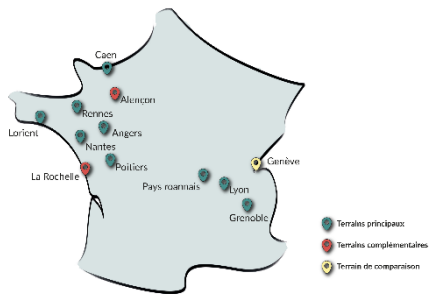 Caen
Alençon
Rennes
Lorient
Angers
Nantes
Genève
Poitiers
La Rochelle
Pays roannais
Lyon
Grenoble
Terrains principaux
Terrains complémentaires
Terrain de comparaison